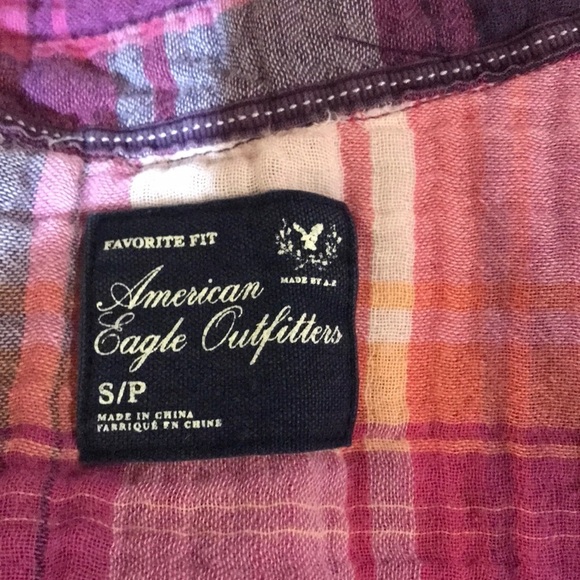 FAVORITE FIT
MADE BY A.E
American
Eagle Outfitters
S/P
MADE IN CHINA
FABRIQUÉ EN CHINE